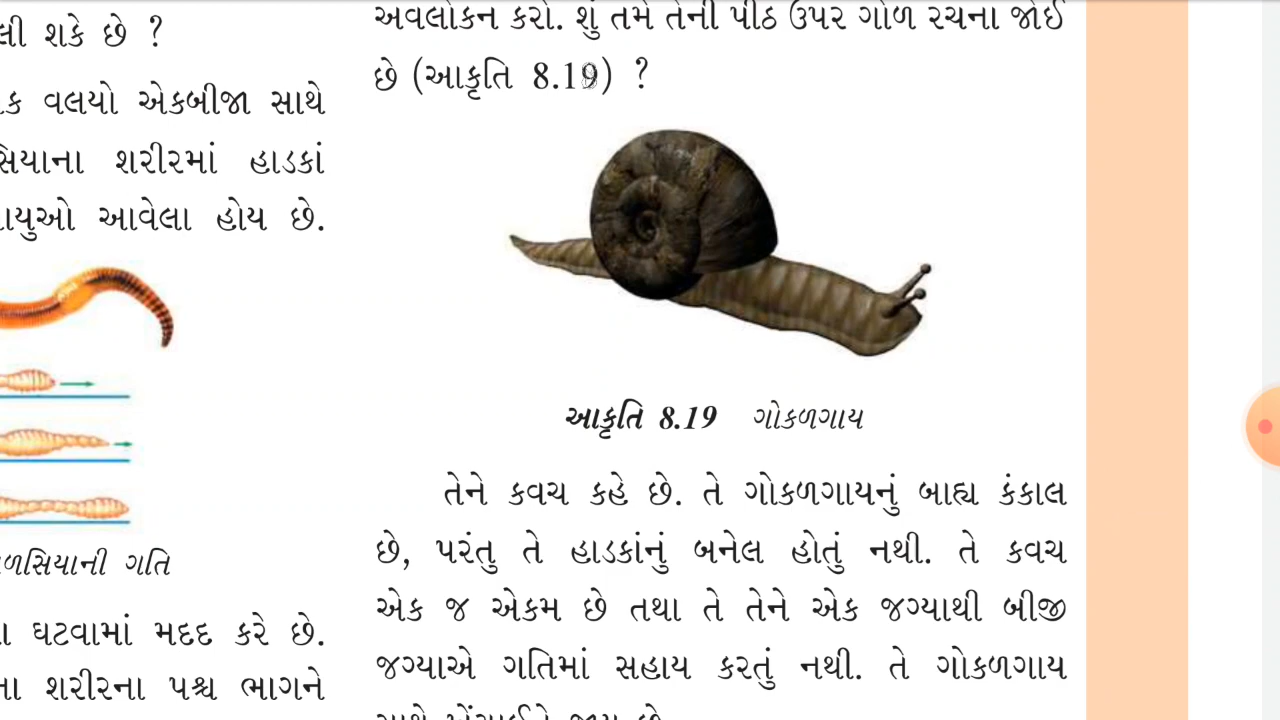 લી શકે છે ?
ક વલયો એકબીજા સાથે
સિયાના શરીરમાં હાડકાં
આવેલા હોય છે.
ળસિયાની ગતિ
ઘટવામાં મદદ કરે છે.
ના શરીરના પશ્ચ ભાગને
અવલોકન કરો. શું તમે તેની પીઠ ઉપર ગોળ રચના જોઈ
છે (આકૃતિ 8.19) ?
આકૃતિ 8.19 ગોકળગાય
તેને કવચ કહે છે. તે ગોકળગાયનું બાહ્ય કંકાલ
છે, પરંતુ તે હાડકાંનું બનેલ હોતું નથી. તે કવચ
એક જ એકમ છે તથા તે તેને એક જગ્યાથી બીજી
જગ્યાએ ગતિમાં સહાય કરતું નથી. તે ગોકળગાય